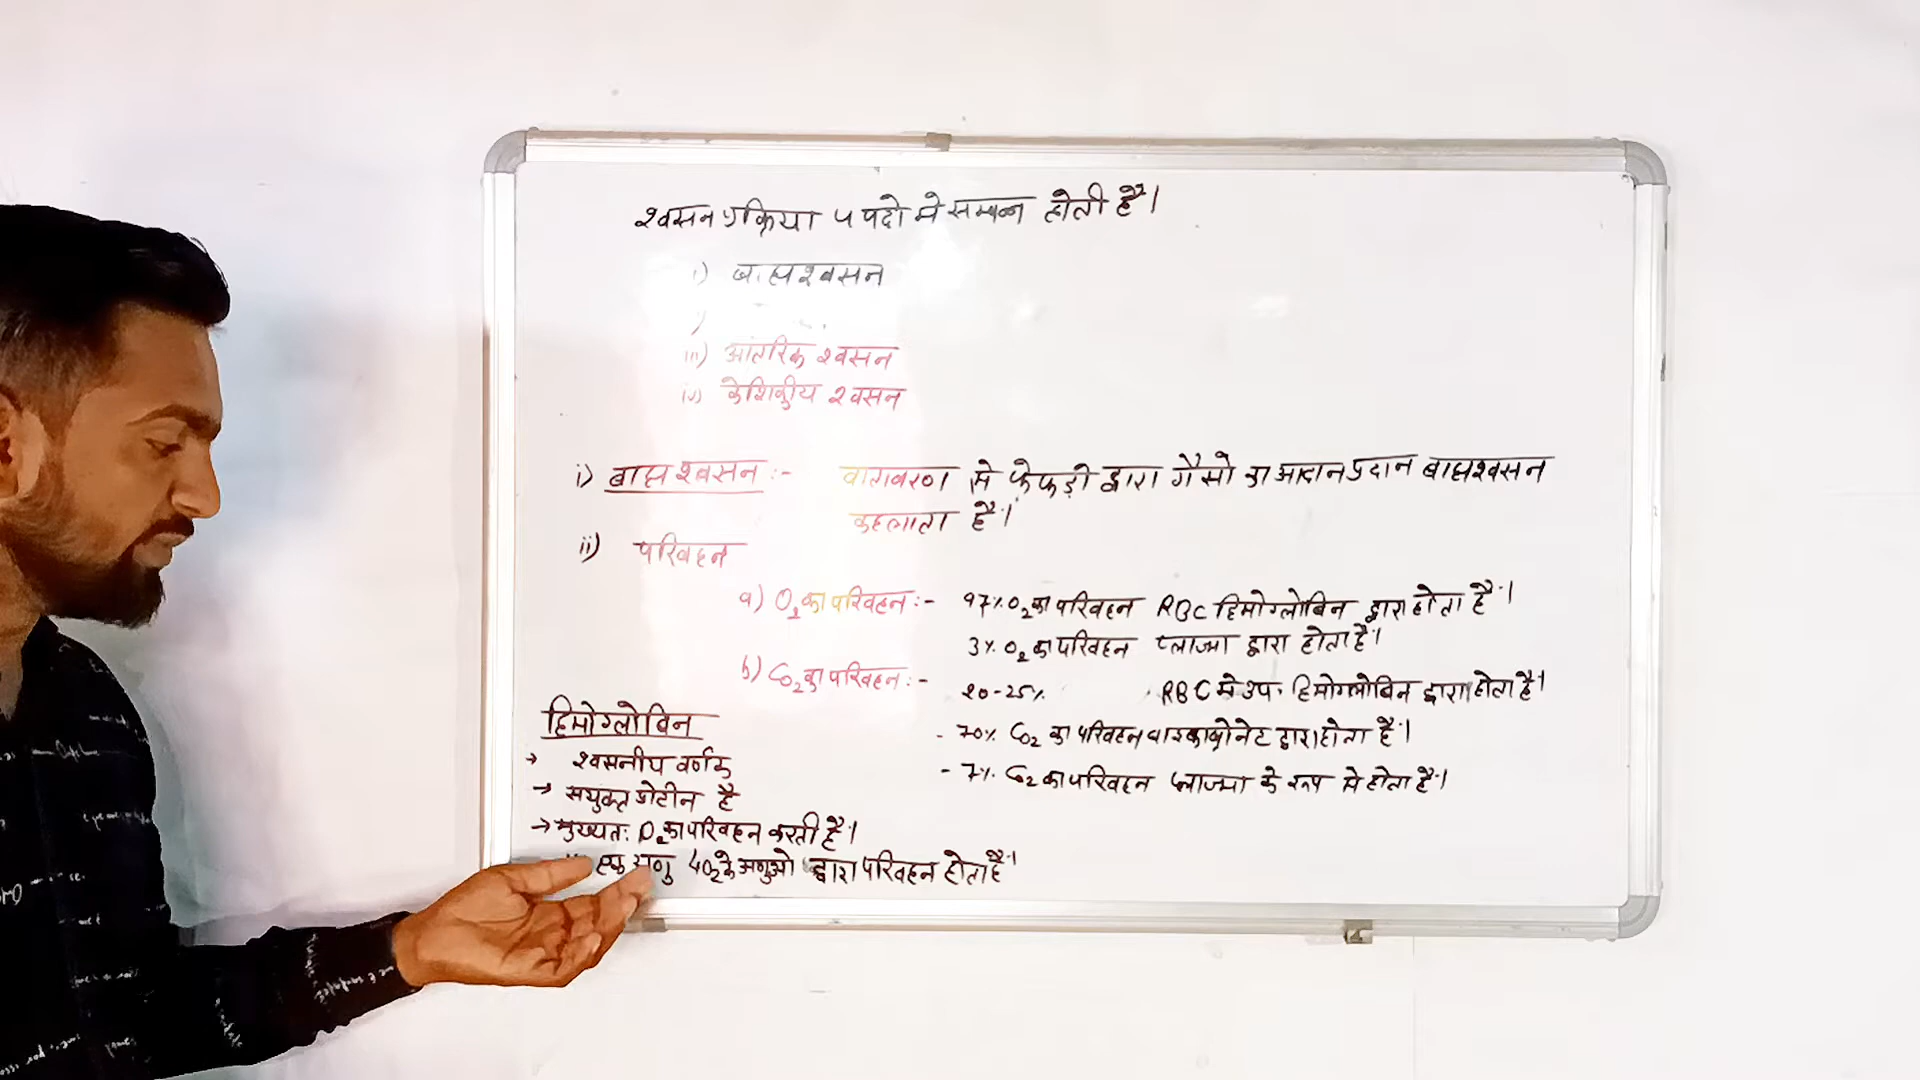 श्वसन प्रक्रिया 4 पदो मे सम्पन्न होती है।
i) बाह्य श्वसन
)
iii) आंतरिक श्वसन
iv) केशिकीय श्वसन
i) बाह्य श्वसन :- वातावरण से फेफड़ो द्वारा गैसो का आदान प्रदान बाह्य श्वसन
कहलाता है।
ii) परिवहन
a) O₂ का परिवहन :- 97% O₂ का परिवहन RBC हिमोग्लोबिन द्वारा होता है।
3% O₂ का परिवहन प्लाज्मा द्वारा होता है।
b) CO₂ का परिवहन :- 20-25% RBC मे उप. हिमोग्लोबिन द्वारा होता है।
- 70% CO₂ का परिवहन बाइकार्बोनेट द्वारा होता है।
- 7% CO₂ का परिवहन प्लाज्मा के रूप मे होता है।
हिमोग्लोबिन
→ श्वसनीय वर्णक
→ सयुक्त प्रोटीन है
→ मुख्यतः O₂ का परिवहन करती है।
एक अणु 4O₂ के अणुओ द्वारा परिवहन होता है।